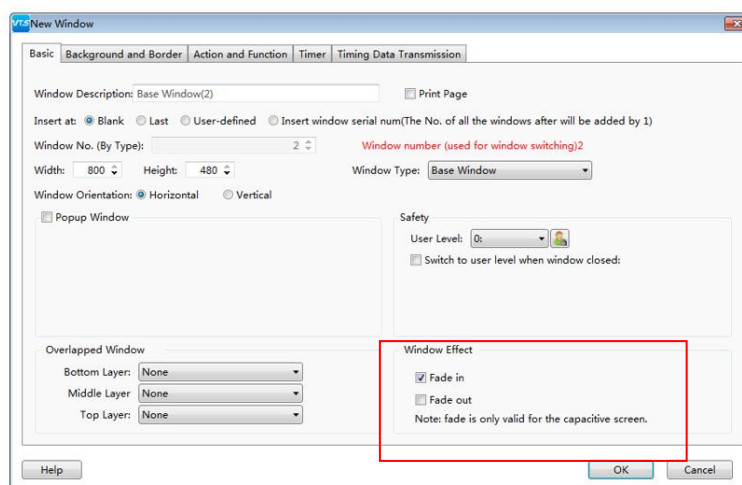 VT.S New Window
Basic Background and Border Action and Function Timer Timing Data Transmission
Window Description: Base Window(2) Print Page
Insert at: Blank Last User-defined Insert window serial num(The No. of all the windows after will be added by 1)
Window No. (By Type): 2 Window number (used for window switching)2
Width: 800 Height: 480 Window Type: Base Window
Window Orientation: Horizontal Vertical
Popup Window
Safety
User Level: 0:
Switch to user level when window closed:
Overlapped Window
Bottom Layer: None
Middle Layer None
Top Layer: None
Window Effect
Fade in
Fade out
Note: fade is only valid for the capacitive screen.
Help OK Cancel